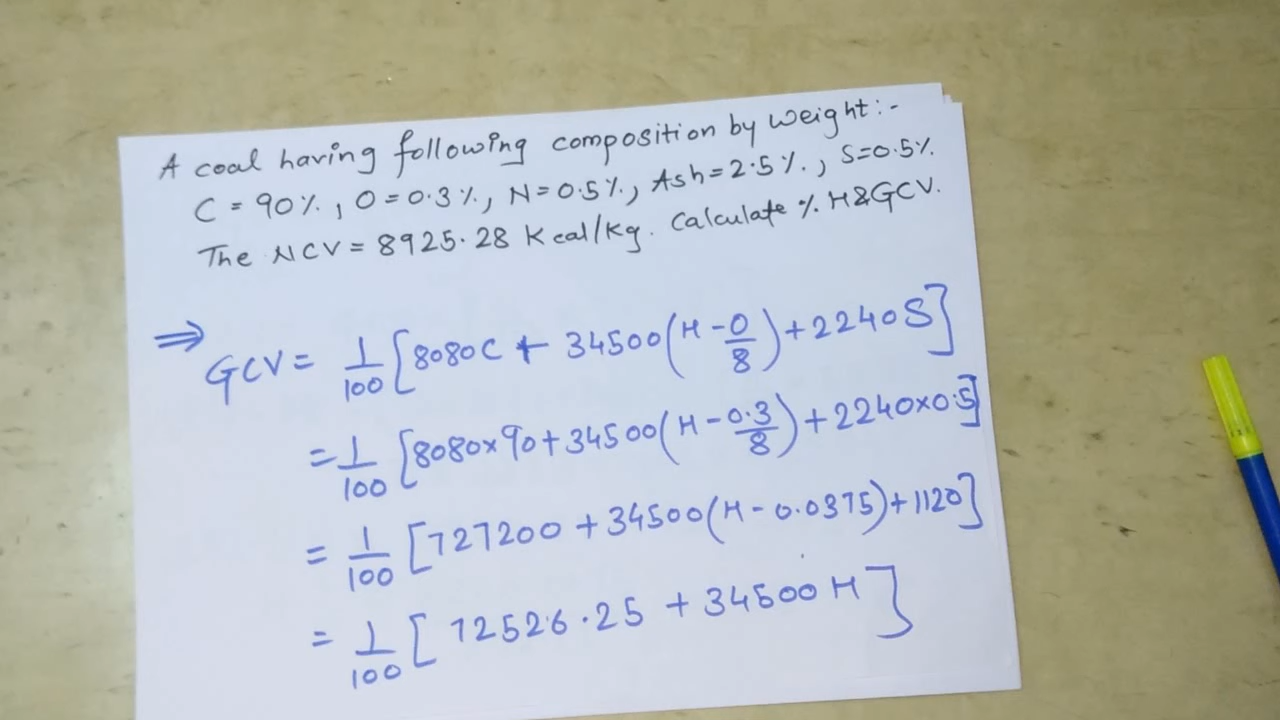 A coal having following composition by weight:-
C = 90%, O = 0.3%, N = 0.5%, Ash = 2.5%, S = 0.5%.
The NCV = 8925.28 Kcal/kg. Calculate % H & GCV.
⇒ GCV = 1/100 [8080C + 34500(H - O/8) + 2240S]
= 1/100 [8080×90 + 34500(H - 0.3/8) + 2240×0.5]
= 1/100 [727200 + 34500(H - 0.0375) + 1120]
= 1/100 [72526.25 + 34500H]